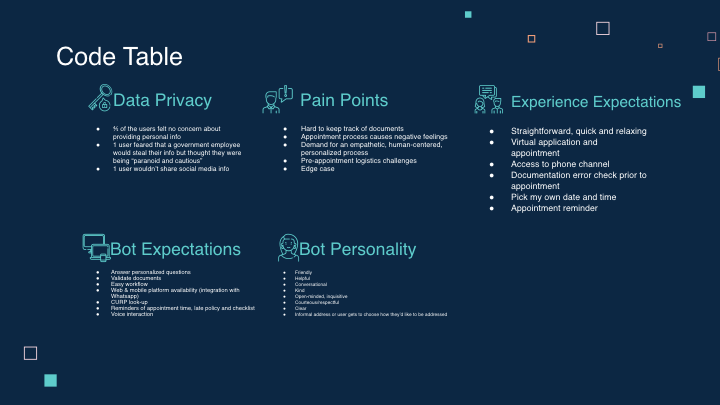 Code Table
Data Privacy
● ⅗ of the users felt no concern about
providing personal info
● 1 user feared that a government employee
would steal their info but thought they were
being "paranoid and cautious"
● 1 user wouldn't share social media info
Pain Points
● Hard to keep track of documents
● Appointment process causes negative feelings
● Demand for an empathetic, human-centered,
personalized process
● Pre-appointment logistics challenges
● Edge case
Experience Expectations
● Straightforward, quick and relaxing
● Virtual application and
appointment
● Access to phone channel
● Documentation error check prior to
appointment
● Pick my own date and time
● Appointment reminder
Bot Expectations
● Answer personalized questions
● Validate documents
● Easy workflow
● Web & mobile platform availability (integration with
Whatsapp)
● CURP look-up
● Reminders of appointment time, late policy and checklist
● Voice interaction
Bot Personality
● Friendly
● Helpful
● Conversational
● Kind
● Open-minded, inquisitive
● Courteous/respectful
● Clear
● Informal address or user gets to choose how they'd like to be addressed